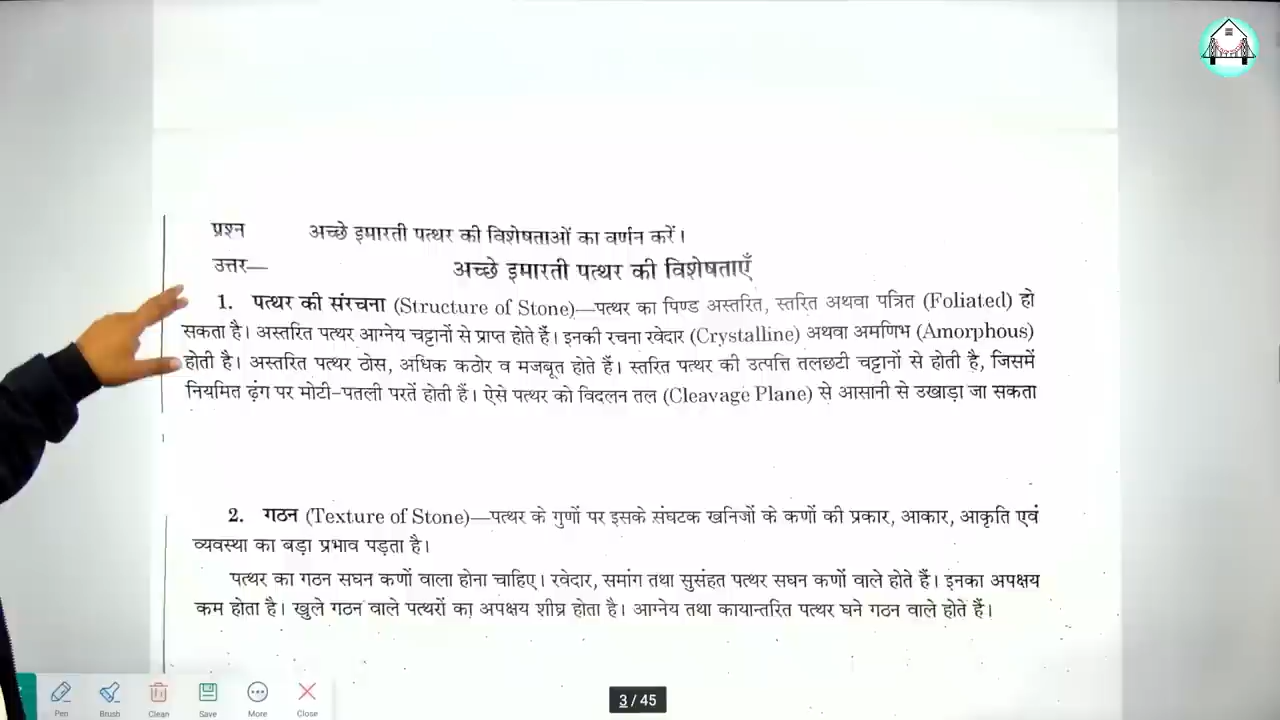 प्रश्न अच्छे इमारती पत्थर की विशेषताओं का वर्णन करें।
उत्तर— अच्छे इमारती पत्थर की विशेषताएँ
1. पत्थर की संरचना (Structure of Stone)—पत्थर का पिण्ड अस्तरित, स्तरित अथवा पत्रित (Foliated) हो
सकता है। अस्तरित पत्थर आग्नेय चट्टानों से प्राप्त होते हैं। इनकी रचना रवेदार (Crystalline) अथवा अमणिभ (Amorphous)
होती है। अस्तरित पत्थर ठोस, अधिक कठोर व मजबूत होते हैं। स्तरित पत्थर की उत्पत्ति तलछटी चट्टानों से होती है, जिसमें
नियमित ढ़ंग पर मोटी-पतली परतें होती हैं। ऐसे पत्थर को विदलन तल (Cleavage Plane) से आसानी से उखाड़ा जा सकता
2. गठन (Texture of Stone)—पत्थर के गुणों पर इसके संघटक खनिजों के कणों की प्रकार, आकार, आकृति एवं
व्यवस्था का बड़ा प्रभाव पड़ता है।
पत्थर का गठन सघन कणों वाला होना चाहिए। रवेदार, समांग तथा सुसंहत पत्थर सघन कणों वाले होते हैं। इनका अपक्षय
कम होता है। खुले गठन वाले पत्थरों का अपक्षय शीघ्र होता है। आग्नेय तथा कायान्तरित पत्थर घने गठन वाले होते हैं।
Pen Brush Clean Save More Close
3 / 45